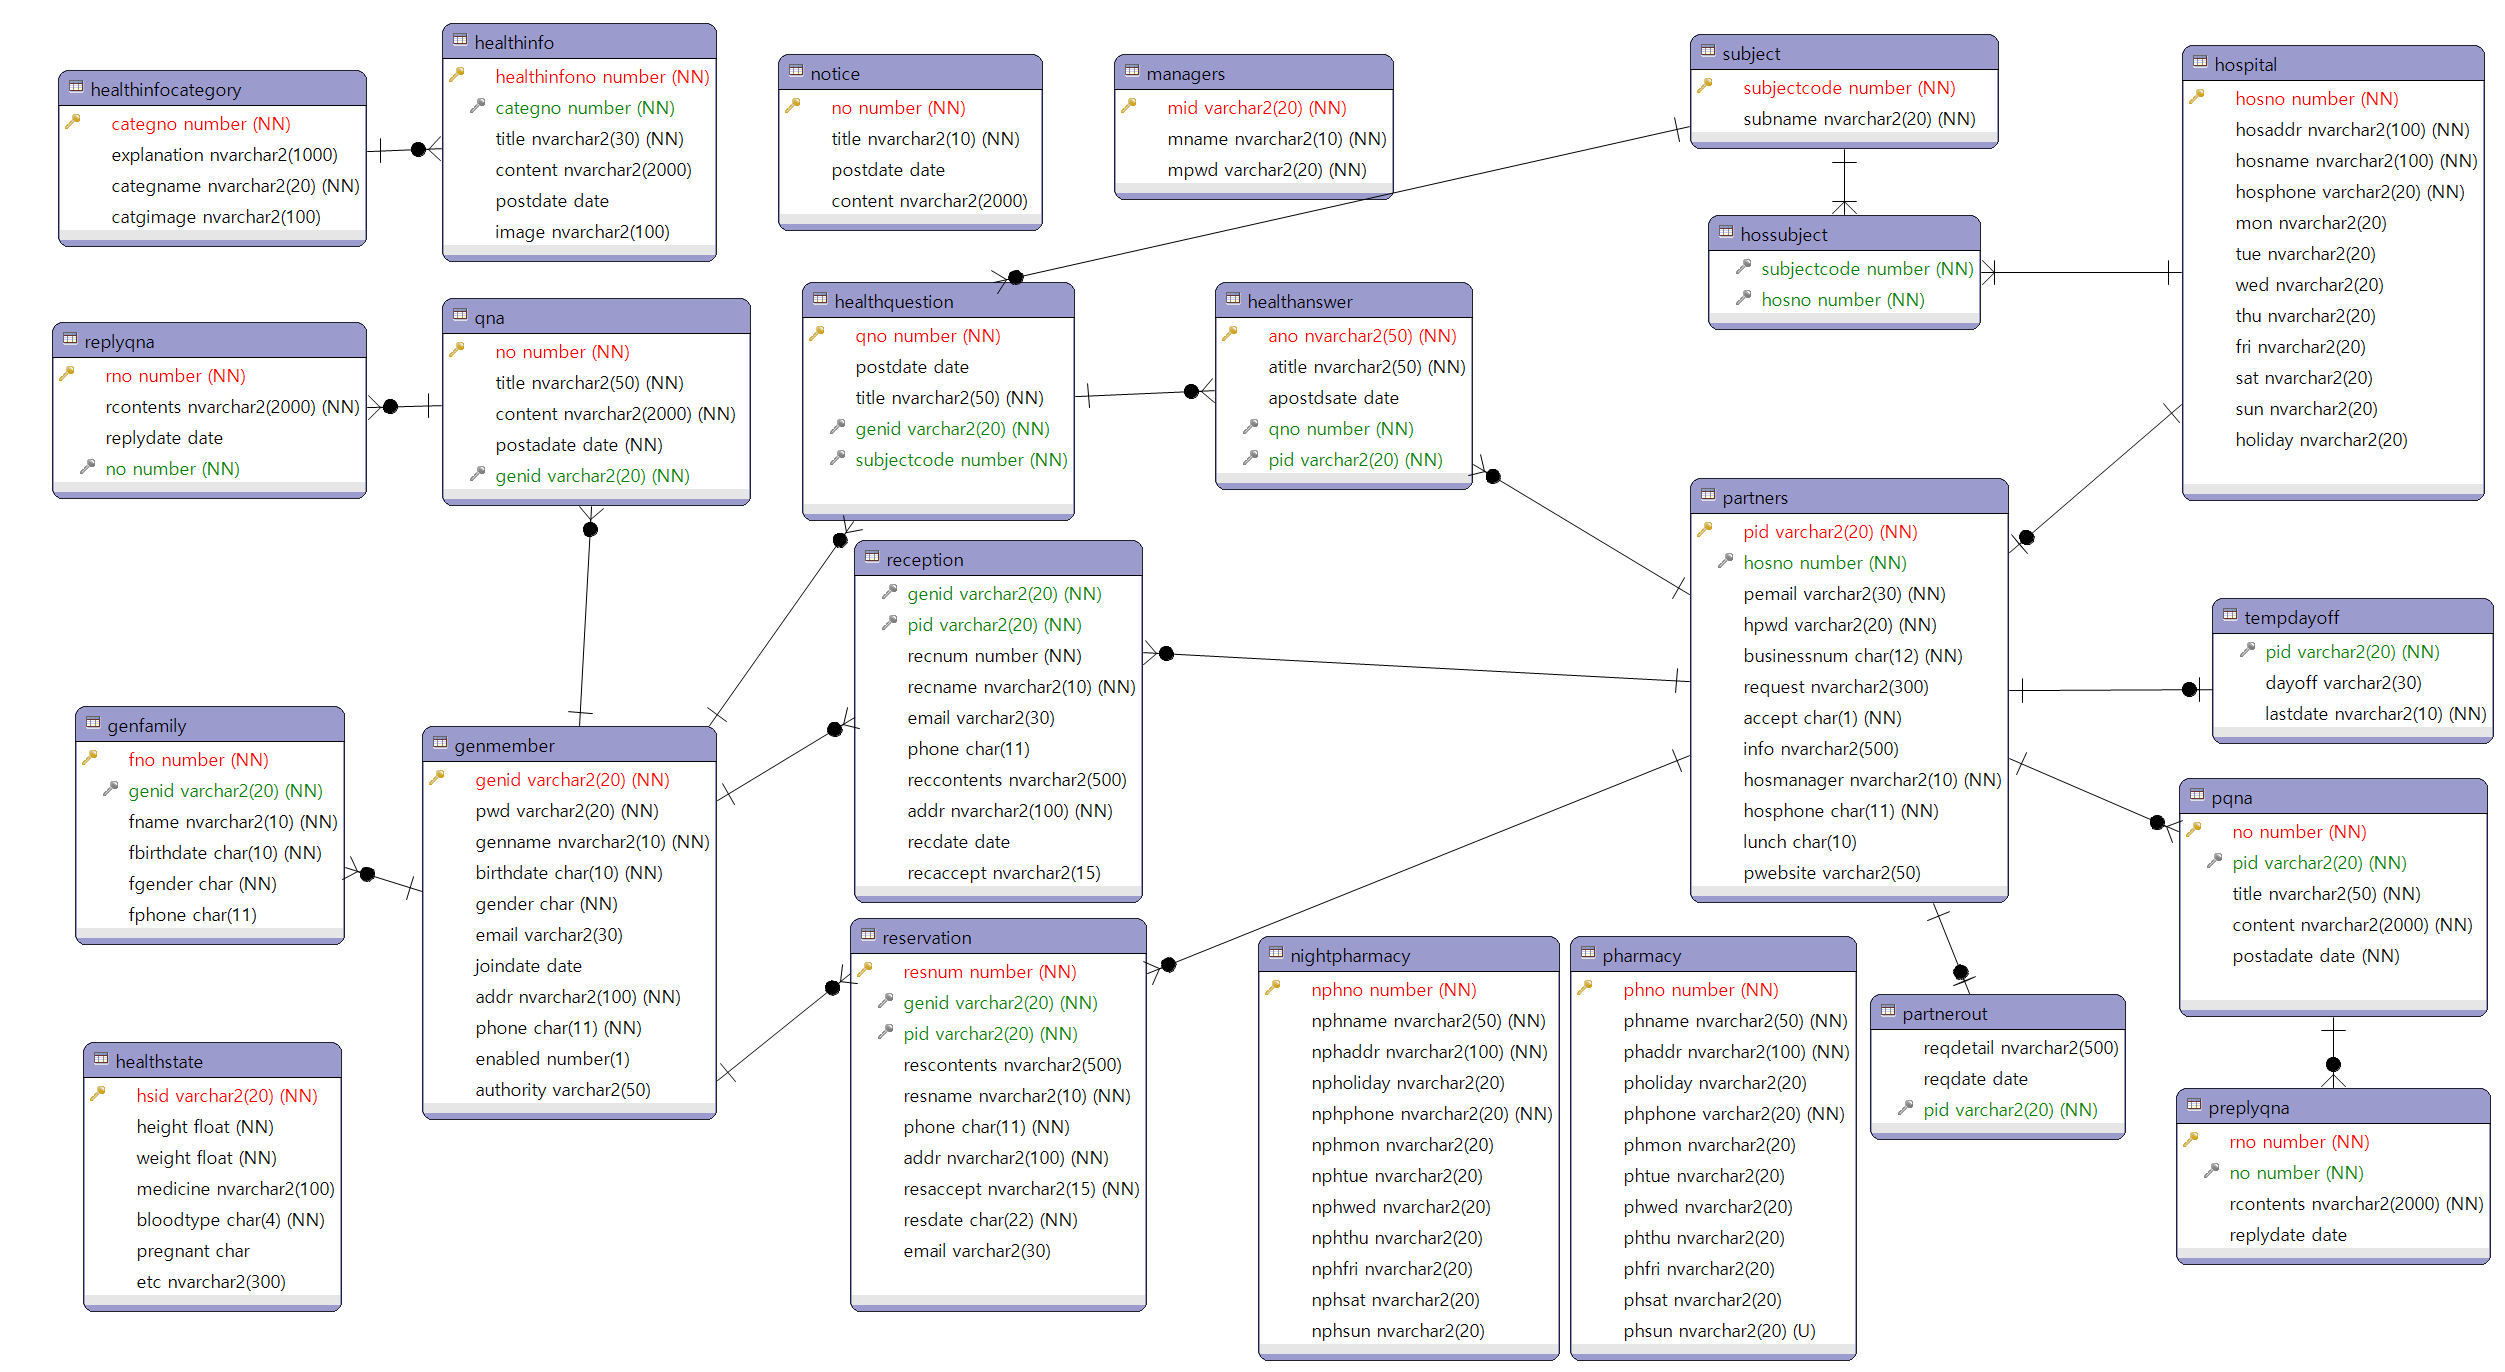 healthinfocategory
categno number (NN)
explanation nvarchar2(1000)
categname nvarchar2(20) (NN)
catgimage nvarchar2(100)
healthinfo
healthinfono number (NN)
categno number (NN)
title nvarchar2(30) (NN)
content nvarchar2(2000)
postdate date
image nvarchar2(100)
notice
no number (NN)
title nvarchar2(10) (NN)
postdate date
content nvarchar2(2000)
managers
mid varchar2(20) (NN)
mname nvarchar2(10) (NN)
mpwd varchar2(20) (NN)
subject
subjectcode number (NN)
subname nvarchar2(20) (NN)
hospital
hosno number (NN)
hosaddr nvarchar2(100) (NN)
hosname nvarchar2(100) (NN)
hosphone varchar2(20) (NN)
mon nvarchar2(20)
tue nvarchar2(20)
wed nvarchar2(20)
thu nvarchar2(20)
fri nvarchar2(20)
sat nvarchar2(20)
sun nvarchar2(20)
holiday nvarchar2(20)
hossubject
subjectcode number (NN)
hosno number (NN)
replyqna
rno number (NN)
rcontents nvarchar2(2000) (NN)
replydate date
no number (NN)
qna
no number (NN)
title nvarchar2(50) (NN)
content nvarchar2(2000) (NN)
postadate date (NN)
genid varchar2(20) (NN)
healthquestion
qno number (NN)
postdate date
title nvarchar2(50) (NN)
genid varchar2(20) (NN)
subjectcode number (NN)
healthanswer
ano nvarchar2(50) (NN)
atitle nvarchar2(50) (NN)
apostdsate date
qno number (NN)
pid varchar2(20) (NN)
partners
pid varchar2(20) (NN)
hosno number (NN)
pemail varchar2(30) (NN)
hpwd varchar2(20) (NN)
businessnum char(12) (NN)
request nvarchar2(300)
accept char(1) (NN)
info nvarchar2(500)
hosmanager nvarchar2(10) (NN)
hosphone char(11) (NN)
lunch char(10)
pwebsite varchar2(50)
reception
genid varchar2(20) (NN)
pid varchar2(20) (NN)
recnum number (NN)
recname nvarchar2(10) (NN)
email varchar2(30)
phone char(11)
reccontents nvarchar2(500)
addr nvarchar2(100) (NN)
recdate date
recaccept nvarchar2(15)
tempdayoff
pid varchar2(20) (NN)
dayoff varchar2(30)
lastdate nvarchar2(10) (NN)
genfamily
fno number (NN)
genid varchar2(20) (NN)
fname nvarchar2(10) (NN)
fbirthdate char(10) (NN)
fgender char (NN)
fphone char(11)
genmember
genid varchar2(20) (NN)
pwd varchar2(20) (NN)
genname nvarchar2(10) (NN)
birthdate char(10) (NN)
gender char (NN)
email varchar2(30)
joindate date
addr nvarchar2(100) (NN)
phone char(11) (NN)
enabled number(1)
authority varchar2(50)
pqna
no number (NN)
pid varchar2(20) (NN)
title nvarchar2(50) (NN)
content nvarchar2(2000) (NN)
postadate date (NN)
reservation
resnum number (NN)
genid varchar2(20) (NN)
pid varchar2(20) (NN)
rescontents nvarchar2(500)
resname nvarchar2(10) (NN)
phone char(11) (NN)
addr nvarchar2(100) (NN)
resaccept nvarchar2(15) (NN)
resdate char(22) (NN)
email varchar2(30)
nightpharmacy
nphno number (NN)
nphname nvarchar2(50) (NN)
nphaddr nvarchar2(100) (NN)
npholiday nvarchar2(20)
nphphone nvarchar2(20) (NN)
nphmon nvarchar2(20)
nphtue nvarchar2(20)
nphwed nvarchar2(20)
nphthu nvarchar2(20)
nphfri nvarchar2(20)
nphsat nvarchar2(20)
nphsun nvarchar2(20)
pharmacy
phno number (NN)
phname nvarchar2(50) (NN)
phaddr nvarchar2(100) (NN)
pholiday nvarchar2(20)
phphone varchar2(20) (NN)
phmon nvarchar2(20)
phtue nvarchar2(20)
phwed nvarchar2(20)
phthu nvarchar2(20)
phfri nvarchar2(20)
phsat nvarchar2(20)
phsun nvarchar2(20) (U)
partnerout
reqdetail nvarchar2(500)
reqdate date
pid varchar2(20) (NN)
healthstate
hsid varchar2(20) (NN)
height float (NN)
weight float (NN)
medicine nvarchar2(100)
bloodtype char(4) (NN)
pregnant char
etc nvarchar2(300)
preplyqna
rno number (NN)
no number (NN)
rcontents nvarchar2(2000) (NN)
replydate date